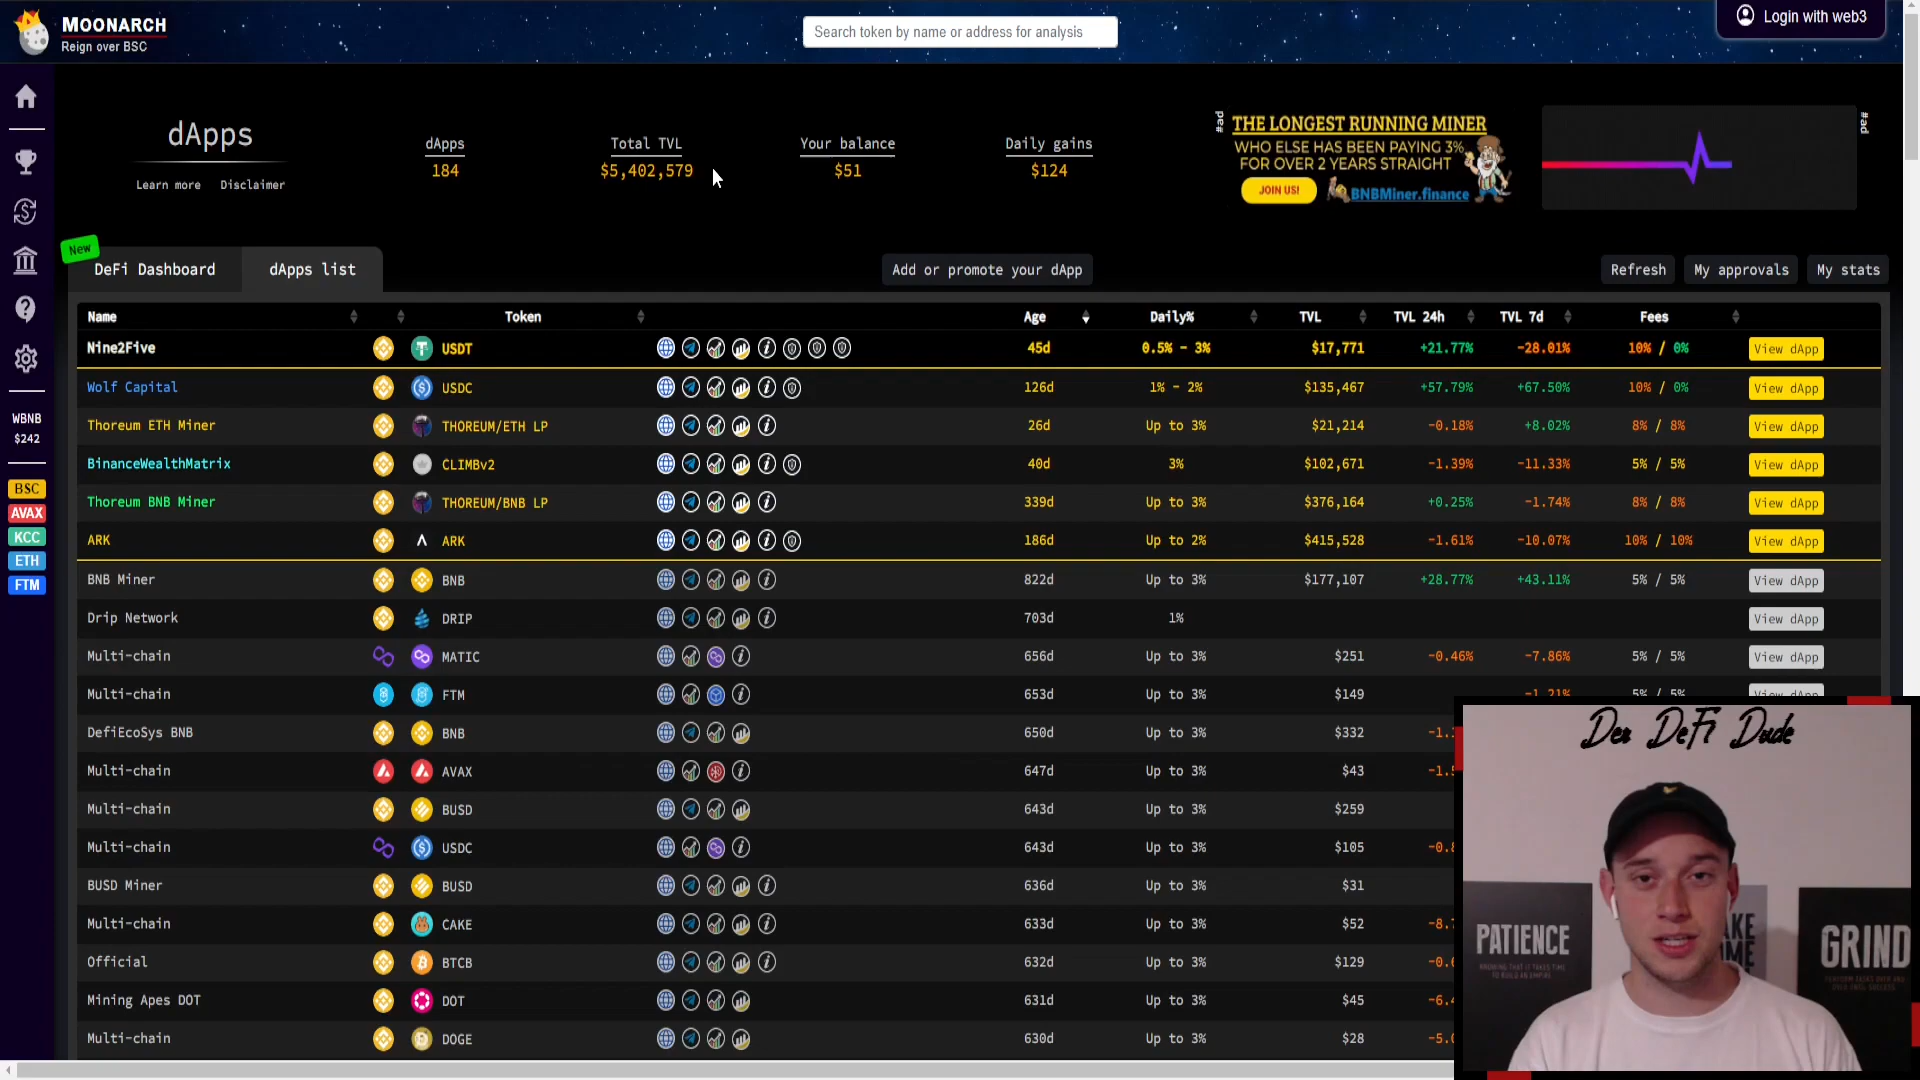 MOONARCH
Reign over BSC
Search token by name or address for analysis
Login with web3
dApps
Learn more Disclaimer
dApps
184
Total TVL
$5,402,579
Your balance
$51
Daily gains
$124
#ad
THE LONGEST RUNNING MINER
WHO ELSE HAS BEEN PAYING 3%
FOR OVER 2 YEARS STRAIGHT
JOIN US!
BNBMiner.finance
#ad
New
DeFi Dashboard
dApps list
Add or promote your dApp
Refresh
My approvals
My stats
WBNB
$242
BSC
AVAX
KCC
ETH
FTM
Name Token Age Daily% TVL TVL 24h TVL 7d Fees
Nine2Five USDT 45d 0.5% - 3% $17,771 +21.77% -28.01% 10% / 0% View dApp
Wolf Capital USDC 126d 1% - 2% $135,467 +57.79% +67.50% 10% / 0% View dApp
Thoreum ETH Miner THOREUM/ETH LP 26d Up to 3% $21,214 -0.18% +8.02% 8% / 8% View dApp
BinanceWealthMatrix CLIMBv2 40d 3% $102,671 -1.39% -11.33% 5% / 5% View dApp
Thoreum BNB Miner THOREUM/BNB LP 339d Up to 3% $376,164 +0.25% -1.74% 8% / 8% View dApp
ARK ARK 186d Up to 2% $415,528 -1.61% -10.07% 10% / 10% View dApp
BNB Miner BNB 822d Up to 3% $177,107 +28.77% +43.11% 5% / 5% View dApp
Drip Network DRIP 703d 1% View dApp
Multi-chain MATIC 656d Up to 3% $251 -0.46% -7.86% 5% / 5% View dApp
Multi-chain FTM 653d Up to 3% $149 -1.21% 5% / 5% View dApp
DefiEcoSys BNB BNB 650d Up to 3% $332
Multi-chain AVAX 647d Up to 3% $43
Multi-chain BUSD 643d Up to 3% $259
Multi-chain USDC 643d Up to 3% $105
BUSD Miner BUSD 636d Up to 3% $31
Multi-chain CAKE 633d Up to 3% $52
Official BTCB 632d Up to 3% $129
Mining Apes DOT DOT 631d Up to 3% $45
Multi-chain DOGE 630d Up to 3% $28
Der DeFi Dude
PATIENCE
GRIND